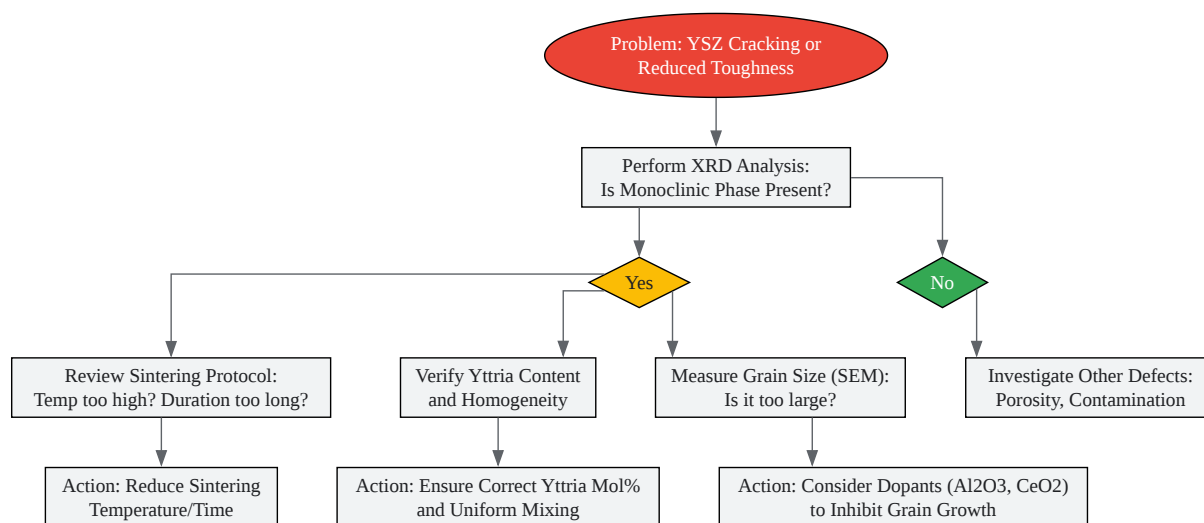 Problem: YSZ Cracking or
Reduced Toughness
Perform XRD Analysis:
Is Monoclinic Phase Present?
Yes
No
Review Sintering Protocol:
Temp too high? Duration too long?
Verify Yttria Content
and Homogeneity
Measure Grain Size (SEM):
Is it too large?
Investigate Other Defects:
Porosity, Contamination
Action: Reduce Sintering
Temperature/Time
Action: Ensure Correct Yttria Mol%
and Uniform Mixing
Action: Consider Dopants (Al2O3, CeO2)
to Inhibit Grain Growth